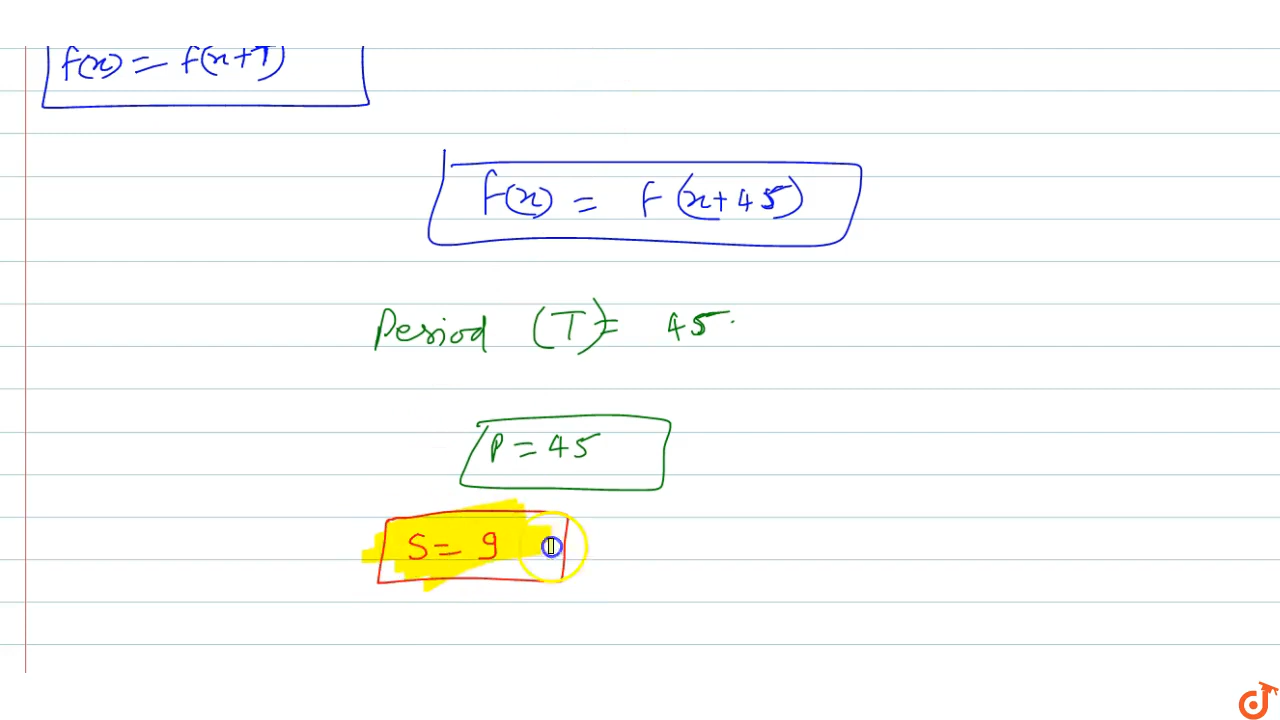 f(x) = f(x+T)
f(x) = f(x+45)
Period (T) = 45.
P = 45
S = 9